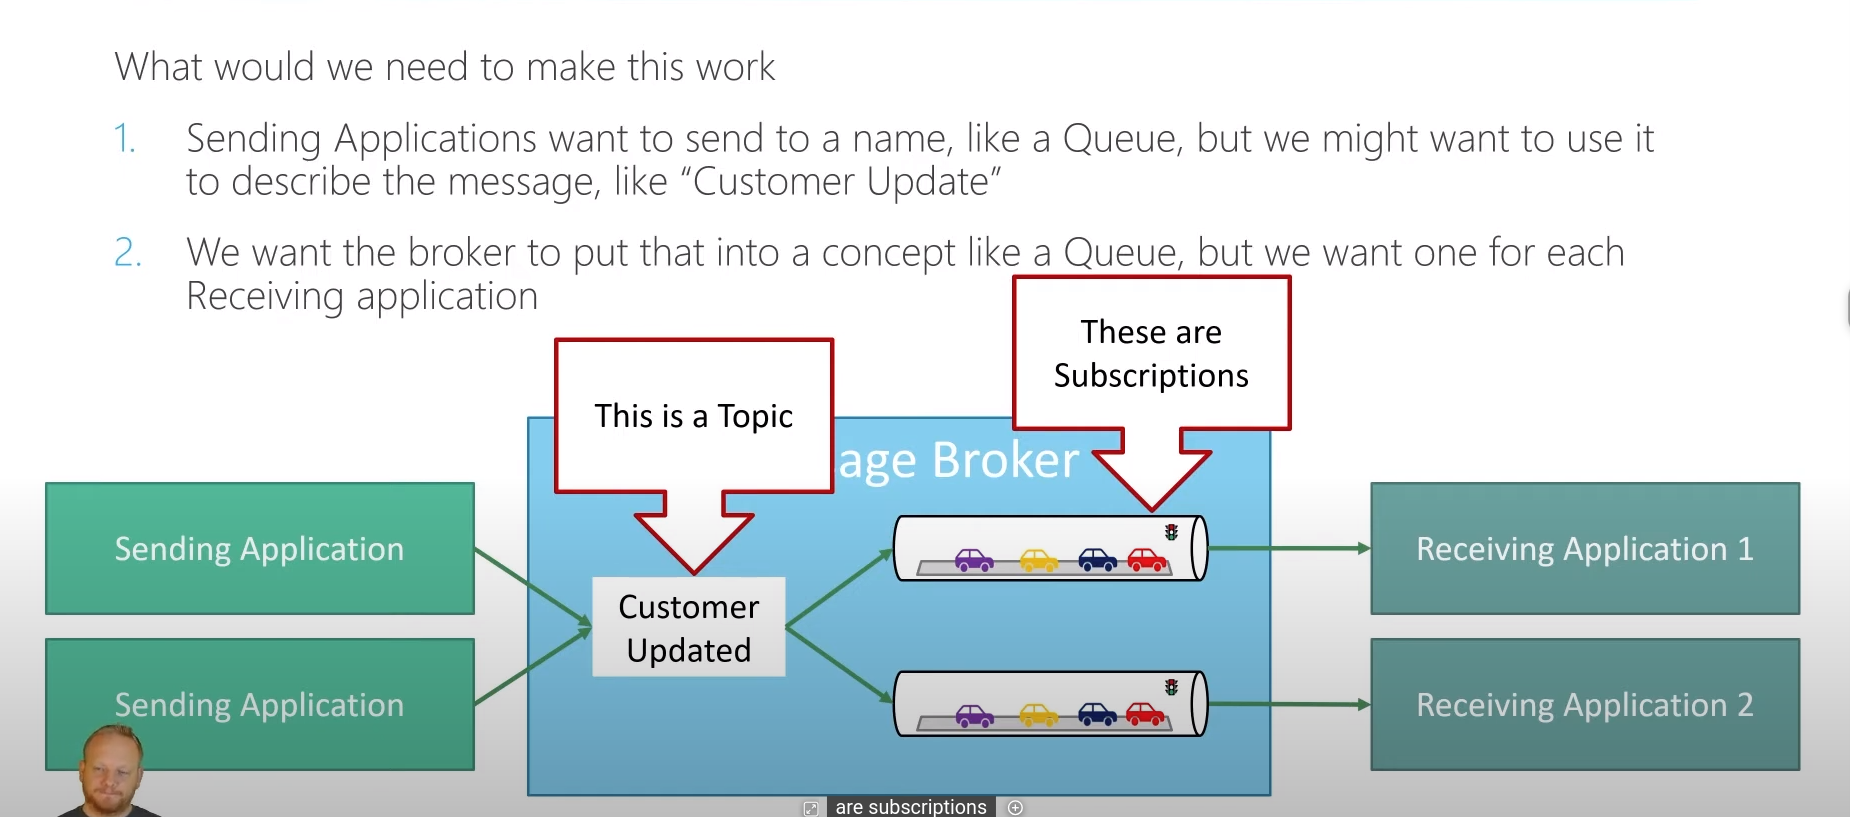 What would we need to make this work
1. Sending Applications want to send to a name, like a Queue, but we might want to use it
to describe the message, like “Customer Update”
2. We want the broker to put that into a concept like a Queue, but we want one for each
Receiving application
These are
Subscriptions
This is a Topic
age Broker
Sending Application
Customer
Updated
Receiving Application 1
Sending Application
Receiving Application 2
are subscriptions